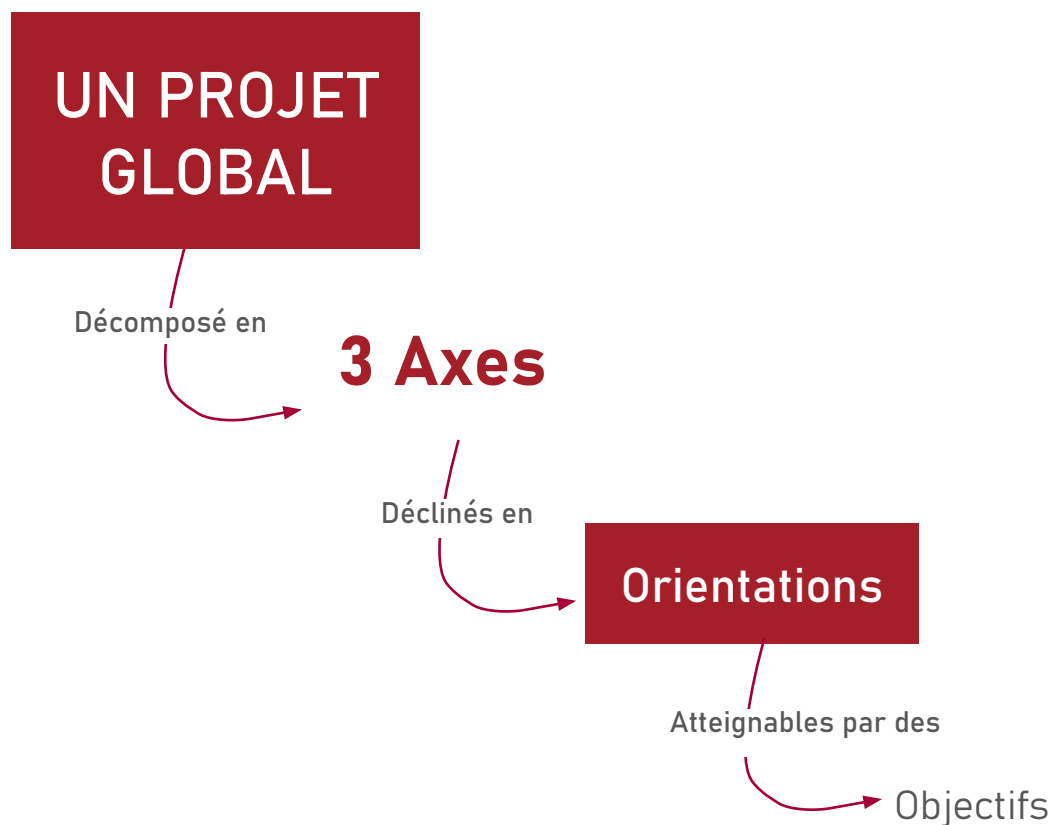 UN PROJET
GLOBAL
Décomposé en
3 Axes
Déclinés en
Orientations
Atteignables par des
Objectifs